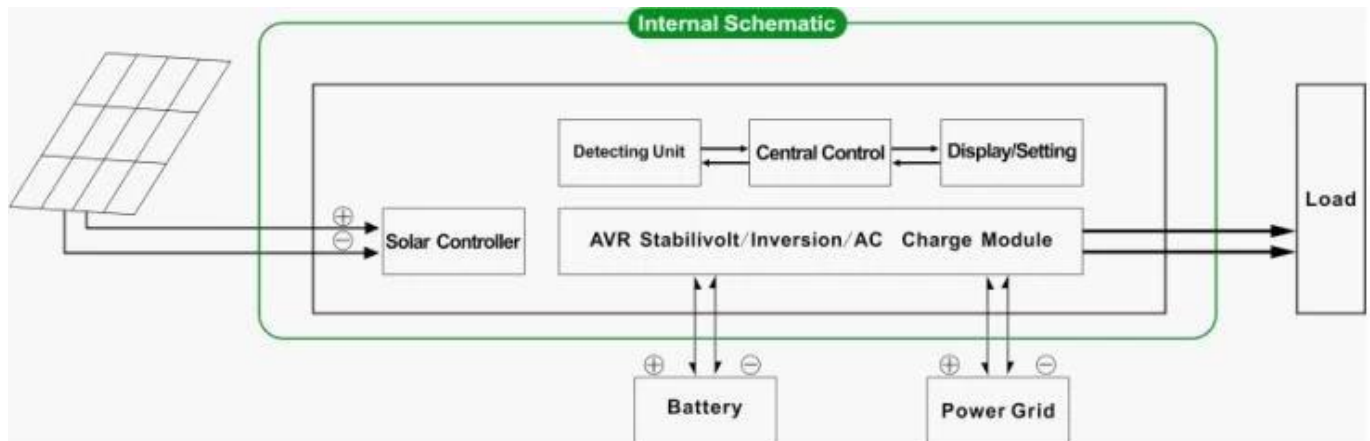 Internal Schematic
Detecting Unit
Central Control
Display/Setting
Load
⊕
⊖
Solar Controller
AVR Stabilivolt/Inversion/AC Charge Module
⊕ ⊖
⊕ ⊖
Battery
Power Grid